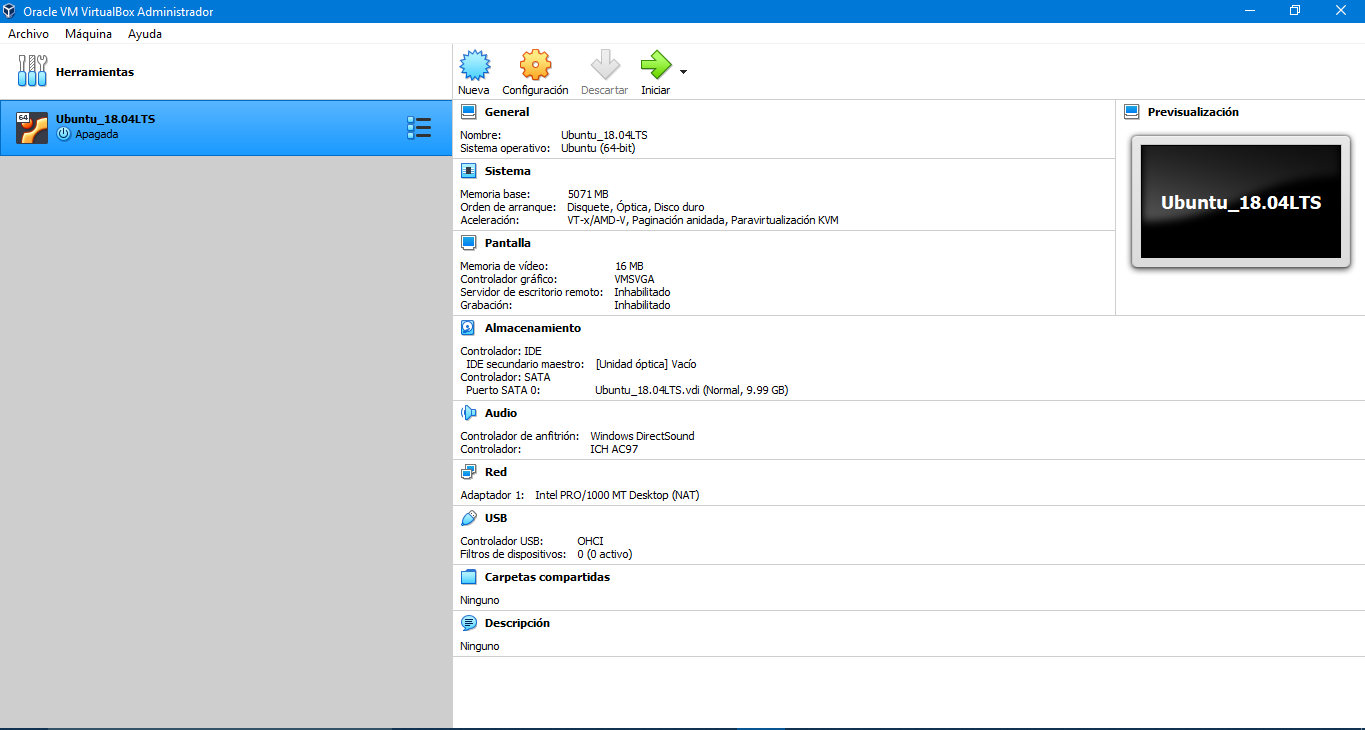 Oracle VM VirtualBox Administrador
Archivo Máquina Ayuda
Herramientas
Nueva Configuración Descartar Iniciar
64
Ubuntu_18.04LTS
Apagada
General
Nombre: Ubuntu_18.04LTS
Sistema operativo: Ubuntu (64-bit)
Previsualización
Ubuntu_18.04LTS
Sistema
Memoria base: 5071 MB
Orden de arranque: Disquete, Óptica, Disco duro
Aceleración: VT-x/AMD-V, Paginación anidada, Paravirtualización KVM
Pantalla
Memoria de vídeo: 16 MB
Controlador gráfico: VMSVGA
Servidor de escritorio remoto: Inhabilitado
Grabación: Inhabilitado
Almacenamiento
Controlador: IDE
IDE secundario maestro: [Unidad óptica] Vacío
Controlador: SATA
Puerto SATA 0: Ubuntu_18.04LTS.vdi (Normal, 9.99 GB)
Audio
Controlador de anfitrión: Windows DirectSound
Controlador: ICH AC97
Red
Adaptador 1: Intel PRO/1000 MT Desktop (NAT)
USB
Controlador USB: OHCI
Filtros de dispositivos: 0 (0 activo)
Carpetas compartidas
Ninguno
Descripción
Ninguno